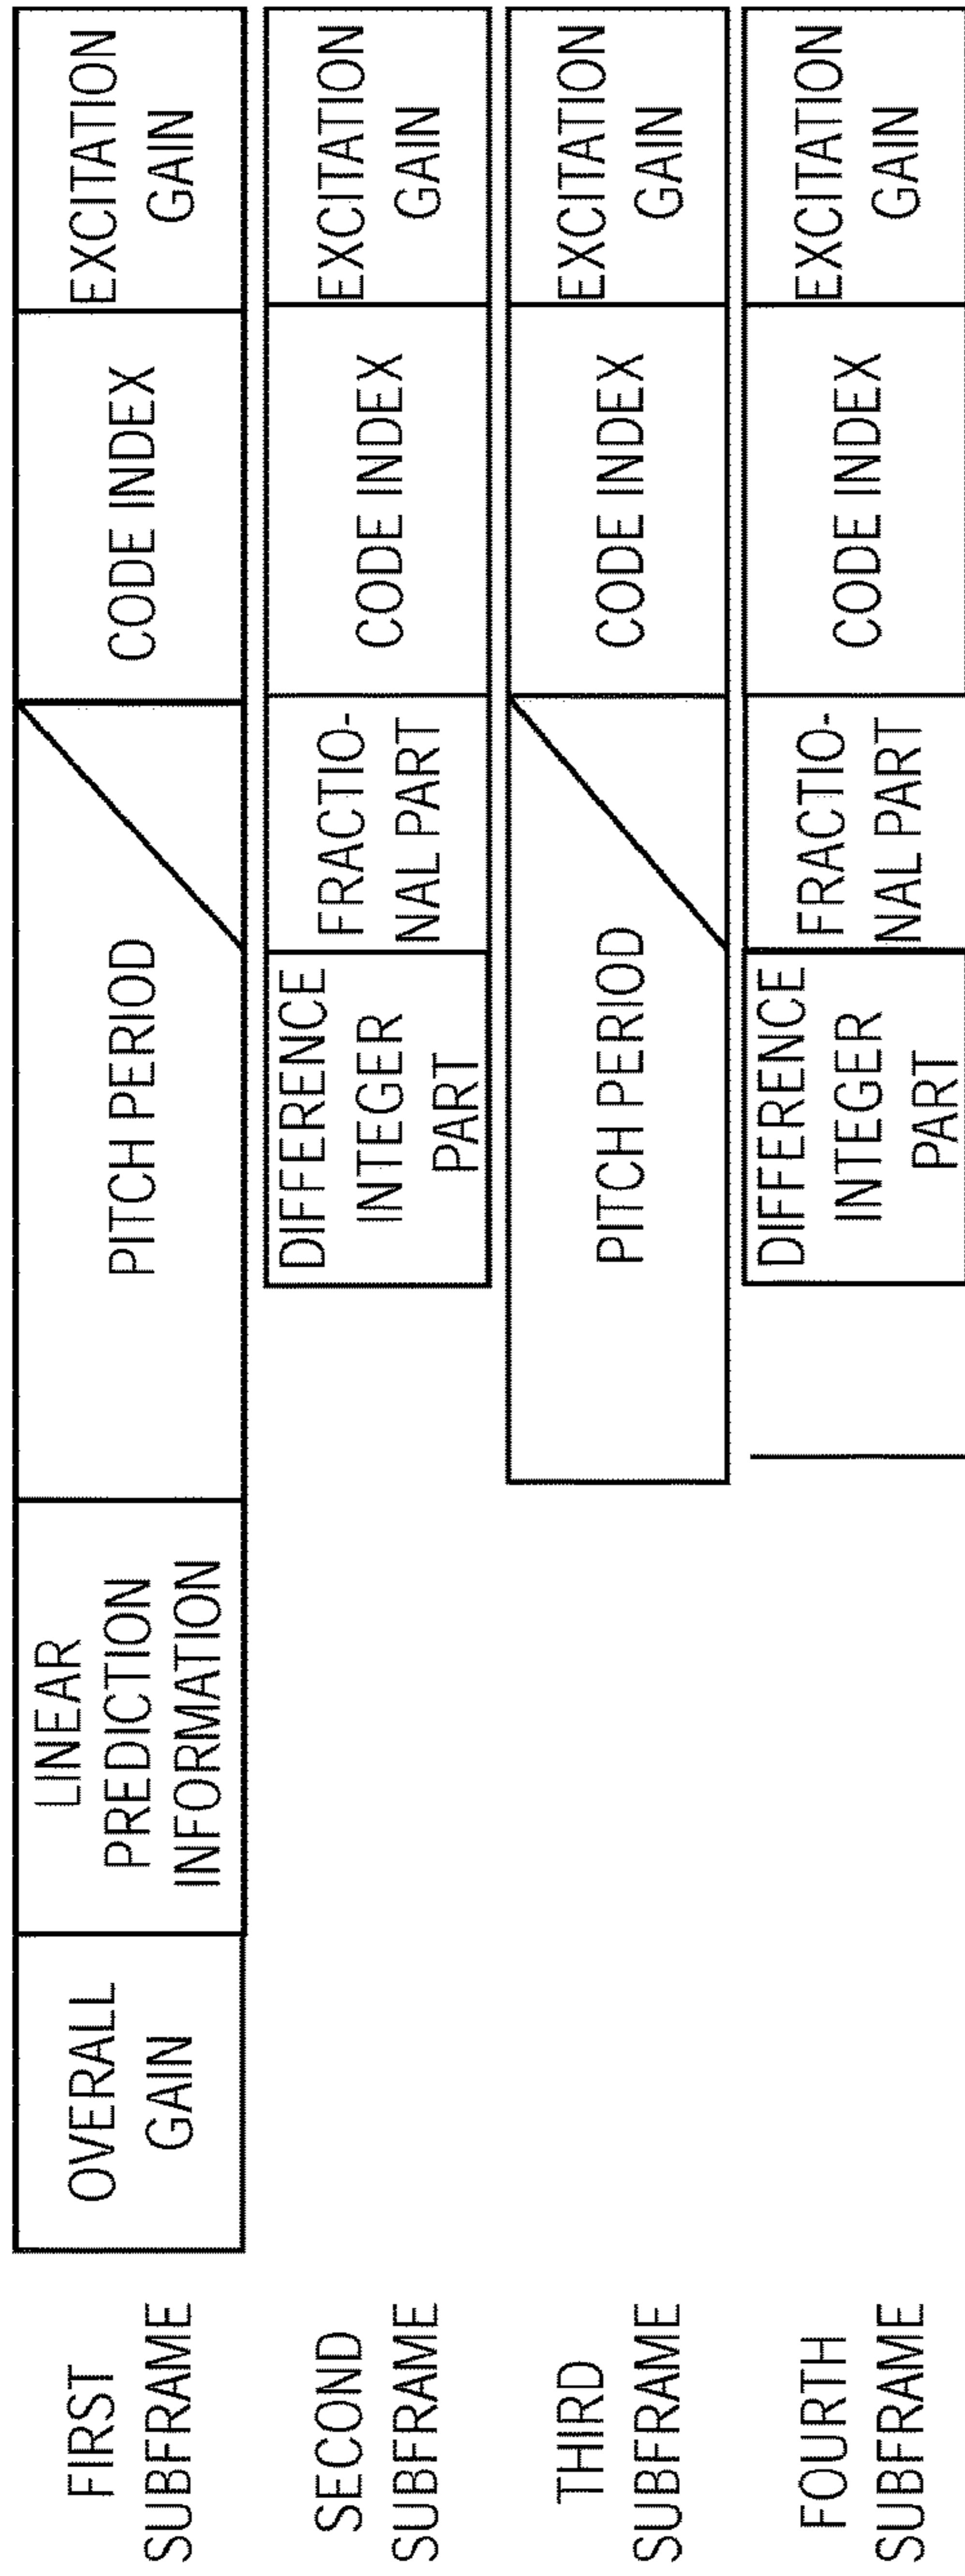 FIRST
SUBFRAME
OVERALL
GAIN
LINEAR
PREDICTION
INFORMATION
PITCH PERIOD
CODE INDEX
EXCITATION
GAIN
SECOND
SUBFRAME
DIFFERENCE
INTEGER
PART
FRACTIO-
NAL PART
CODE INDEX
EXCITATION
GAIN
THIRD
SUBFRAME
PITCH PERIOD
CODE INDEX
EXCITATION
GAIN
FOURTH
SUBFRAME
DIFFERENCE
INTEGER
PART
FRACTIO-
NAL PART
CODE INDEX
EXCITATION
GAIN